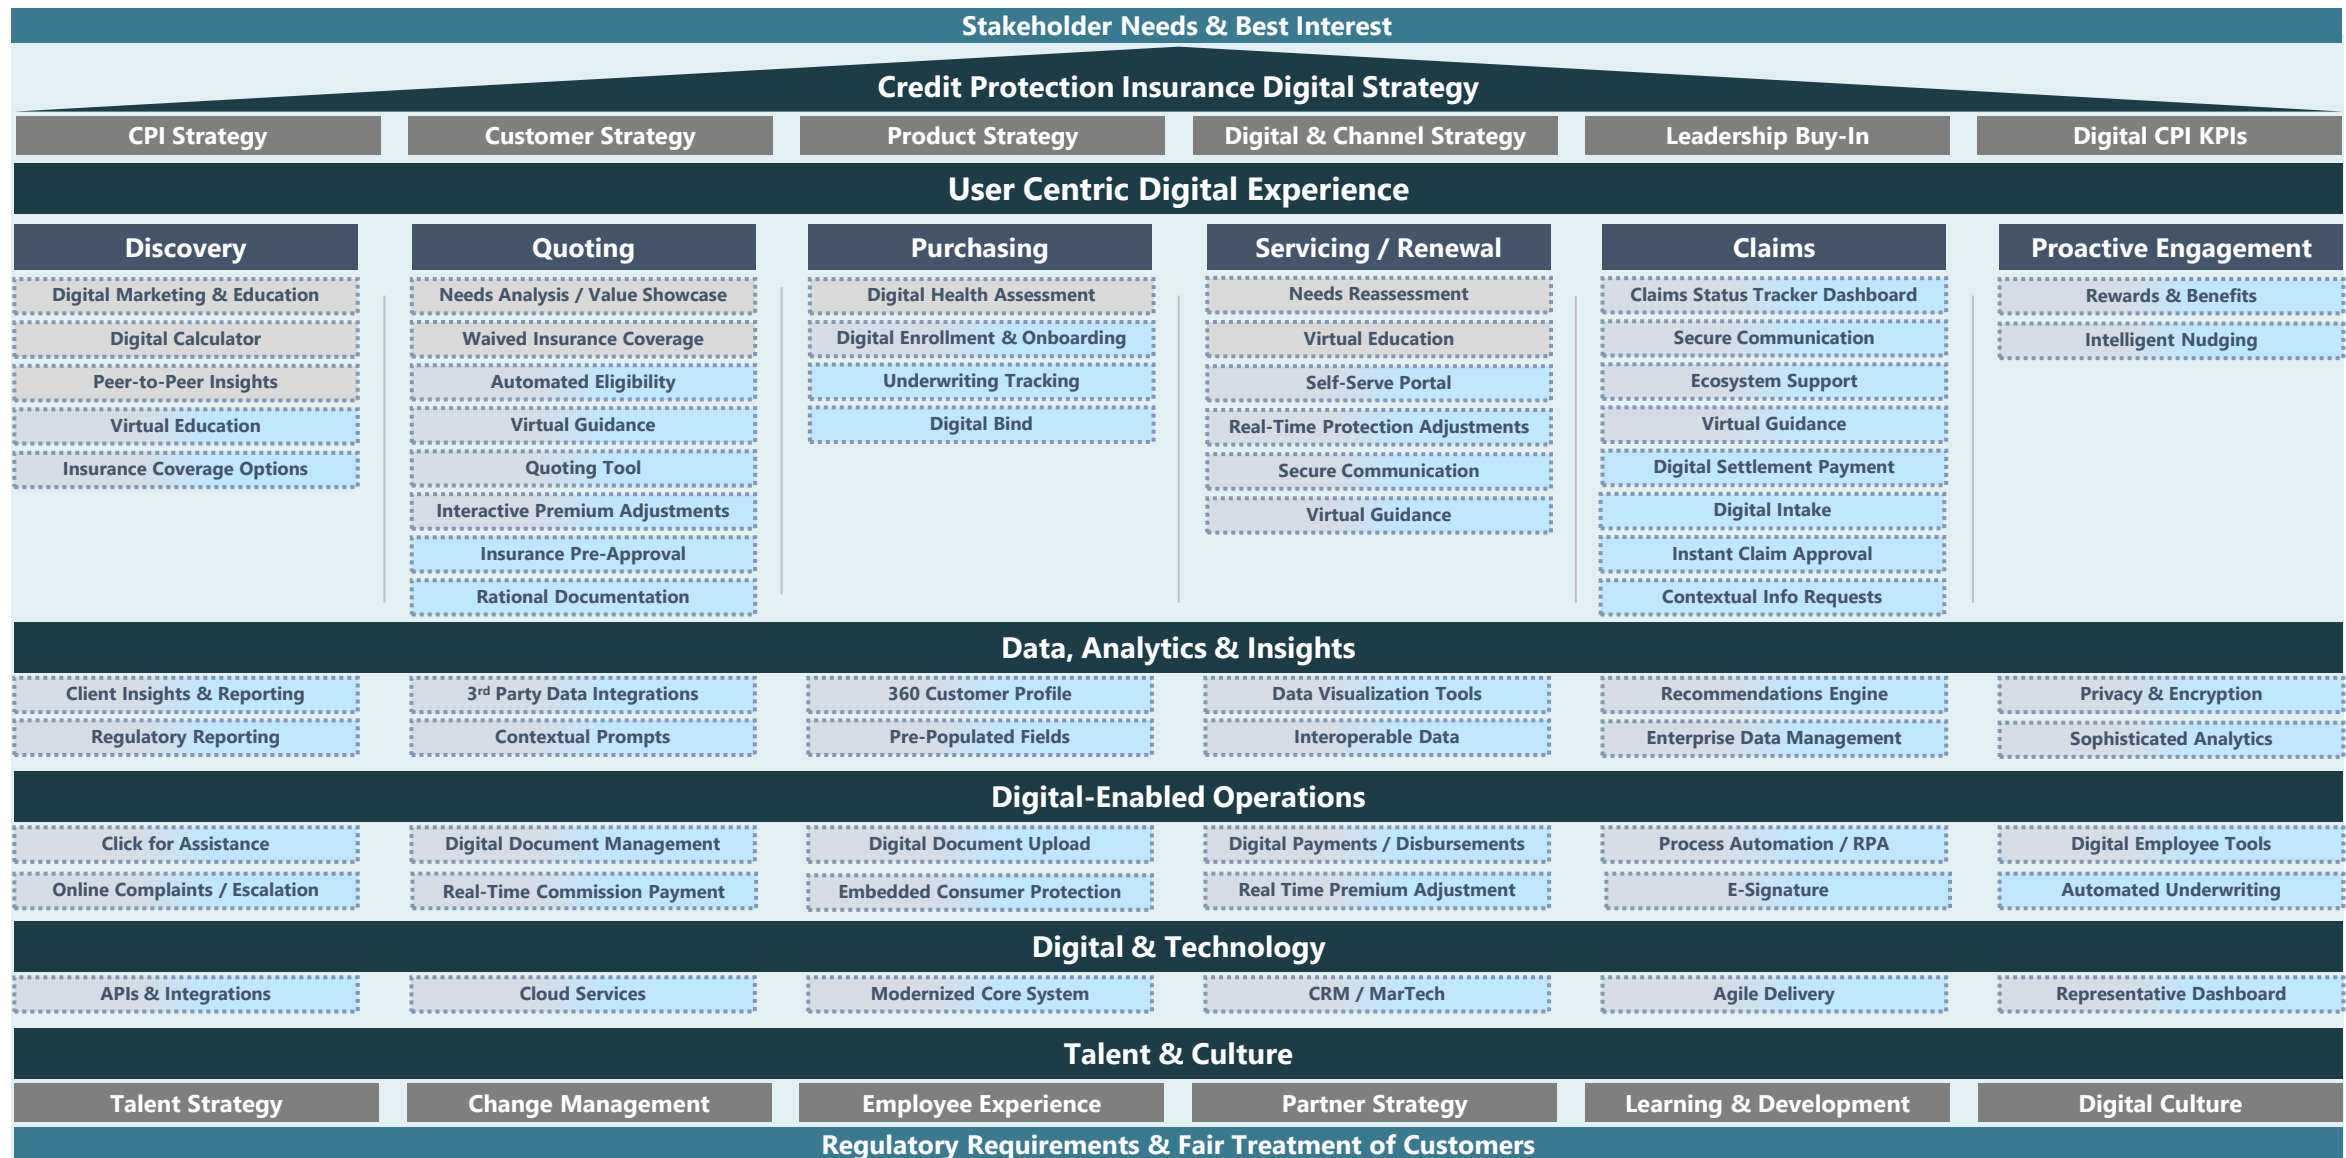 Stakeholder Needs & Best Interest
Credit Protection Insurance Digital Strategy
CPI Strategy
Customer Strategy
Product Strategy
Digital & Channel Strategy
Leadership Buy-In
Digital CPI KPIs
User Centric Digital Experience
Discovery
Digital Marketing & Education
Digital Calculator
Peer-to-Peer Insights
Virtual Education
Insurance Coverage Options
Quoting
Needs Analysis / Value Showcase
Waived Insurance Coverage
Automated Eligibility
Virtual Guidance
Quoting Tool
Interactive Premium Adjustments
Insurance Pre-Approval
Rational Documentation
Purchasing
Digital Health Assessment
Digital Enrollment & Onboarding
Underwriting Tracking
Digital Bind
Servicing / Renewal
Needs Reassessment
Virtual Education
Self-Serve Portal
Real-Time Protection Adjustments
Secure Communication
Virtual Guidance
Claims
Claims Status Tracker Dashboard
Secure Communication
Ecosystem Support
Virtual Guidance
Digital Settlement Payment
Digital Intake
Instant Claim Approval
Contextual Info Requests
Proactive Engagement
Rewards & Benefits
Intelligent Nudging
Data, Analytics & Insights
Client Insights & Reporting
3rd Party Data Integrations
360 Customer Profile
Data Visualization Tools
Recommendations Engine
Privacy & Encryption
Regulatory Reporting
Contextual Prompts
Pre-Populated Fields
Interoperable Data
Enterprise Data Management
Sophisticated Analytics
Digital-Enabled Operations
Click for Assistance
Digital Document Management
Digital Document Upload
Digital Payments / Disbursements
Process Automation / RPA
Digital Employee Tools
Online Complaints / Escalation
Real-Time Commission Payment
Embedded Consumer Protection
Real Time Premium Adjustment
E-Signature
Automated Underwriting
Digital & Technology
APIs & Integrations
Cloud Services
Modernized Core System
CRM / MarTech
Agile Delivery
Representative Dashboard
Talent & Culture
Talent Strategy
Change Management
Employee Experience
Partner Strategy
Learning & Development
Digital Culture
Regulatory Requirements & Fair Treatment of Customers